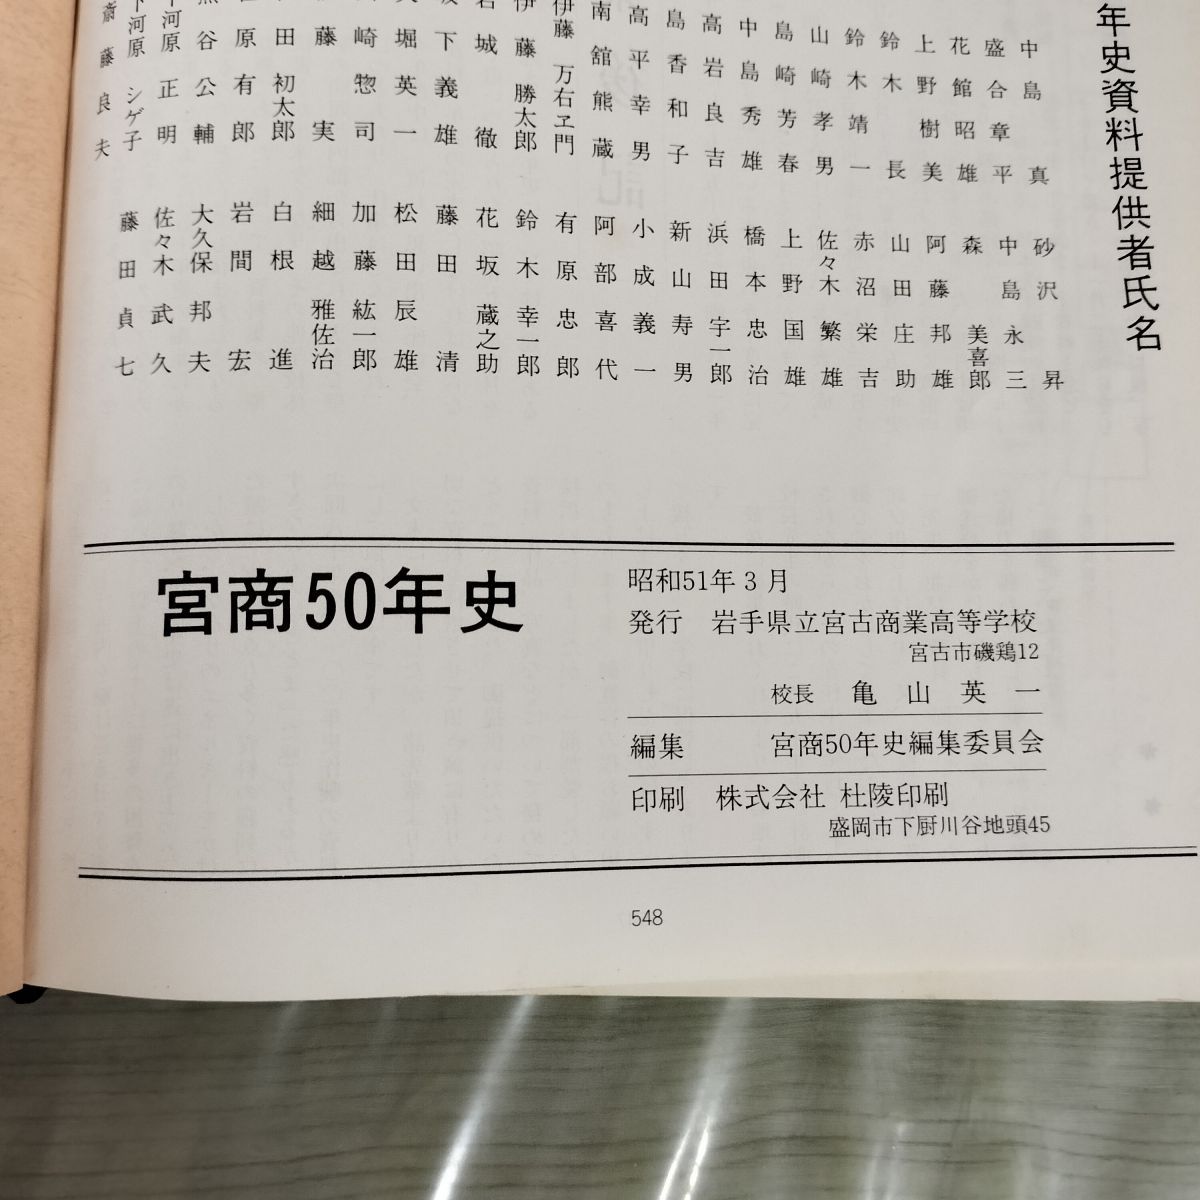 年史資料提供者氏名
中島真
盛合章平
花館昭雄
上野樹美
鈴木長
鈴木靖一
山崎孝男
島崎芳春
中島秀雄
高岩良吉
島香和子
高平幸男
南舘熊蔵
伊藤万右エ門
伊藤勝太郎
岩城徹
下義雄
堀英一
崎惣司
藤実
田初太郎
原有郎
谷公輔
河原正明
下河原シゲ子
斎藤良夫
砂沢昇
中島永三
森美喜郎
阿藤邦雄
山田庄助
赤沼栄吉
佐々木繁雄
上野国雄
橋本忠治
浜田宇一郎
新山寿男
小成義一
阿部喜代
有原忠郎
鈴木幸一郎
花坂蔵之助
藤田清
松田辰雄
加藤紘一郎
細越雅佐治
白根進
岩間宏
大久保邦夫
佐々木武久
藤田貞七
宮商50年史
昭和51年3月
発行 岩手県立宮古商業高等学校
宮古市磯鶏12
校長 亀山英一
編集 宮商50年史編集委員会
印刷 株式会社 杜陵印刷
盛岡市下厨川谷地頭45
548